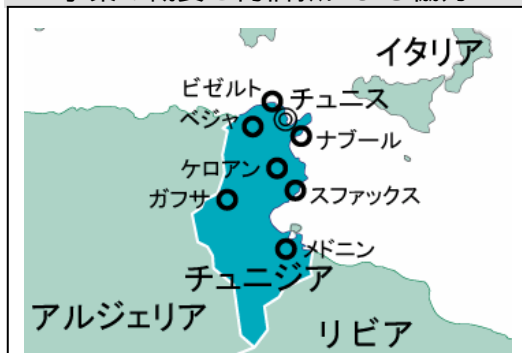 イタリア
ビゼルト
チュニス
ベジャ
ナブール
ケロアン
ガフサ
スファックス
メドニン
チュニジア
アルジェリア
リビア